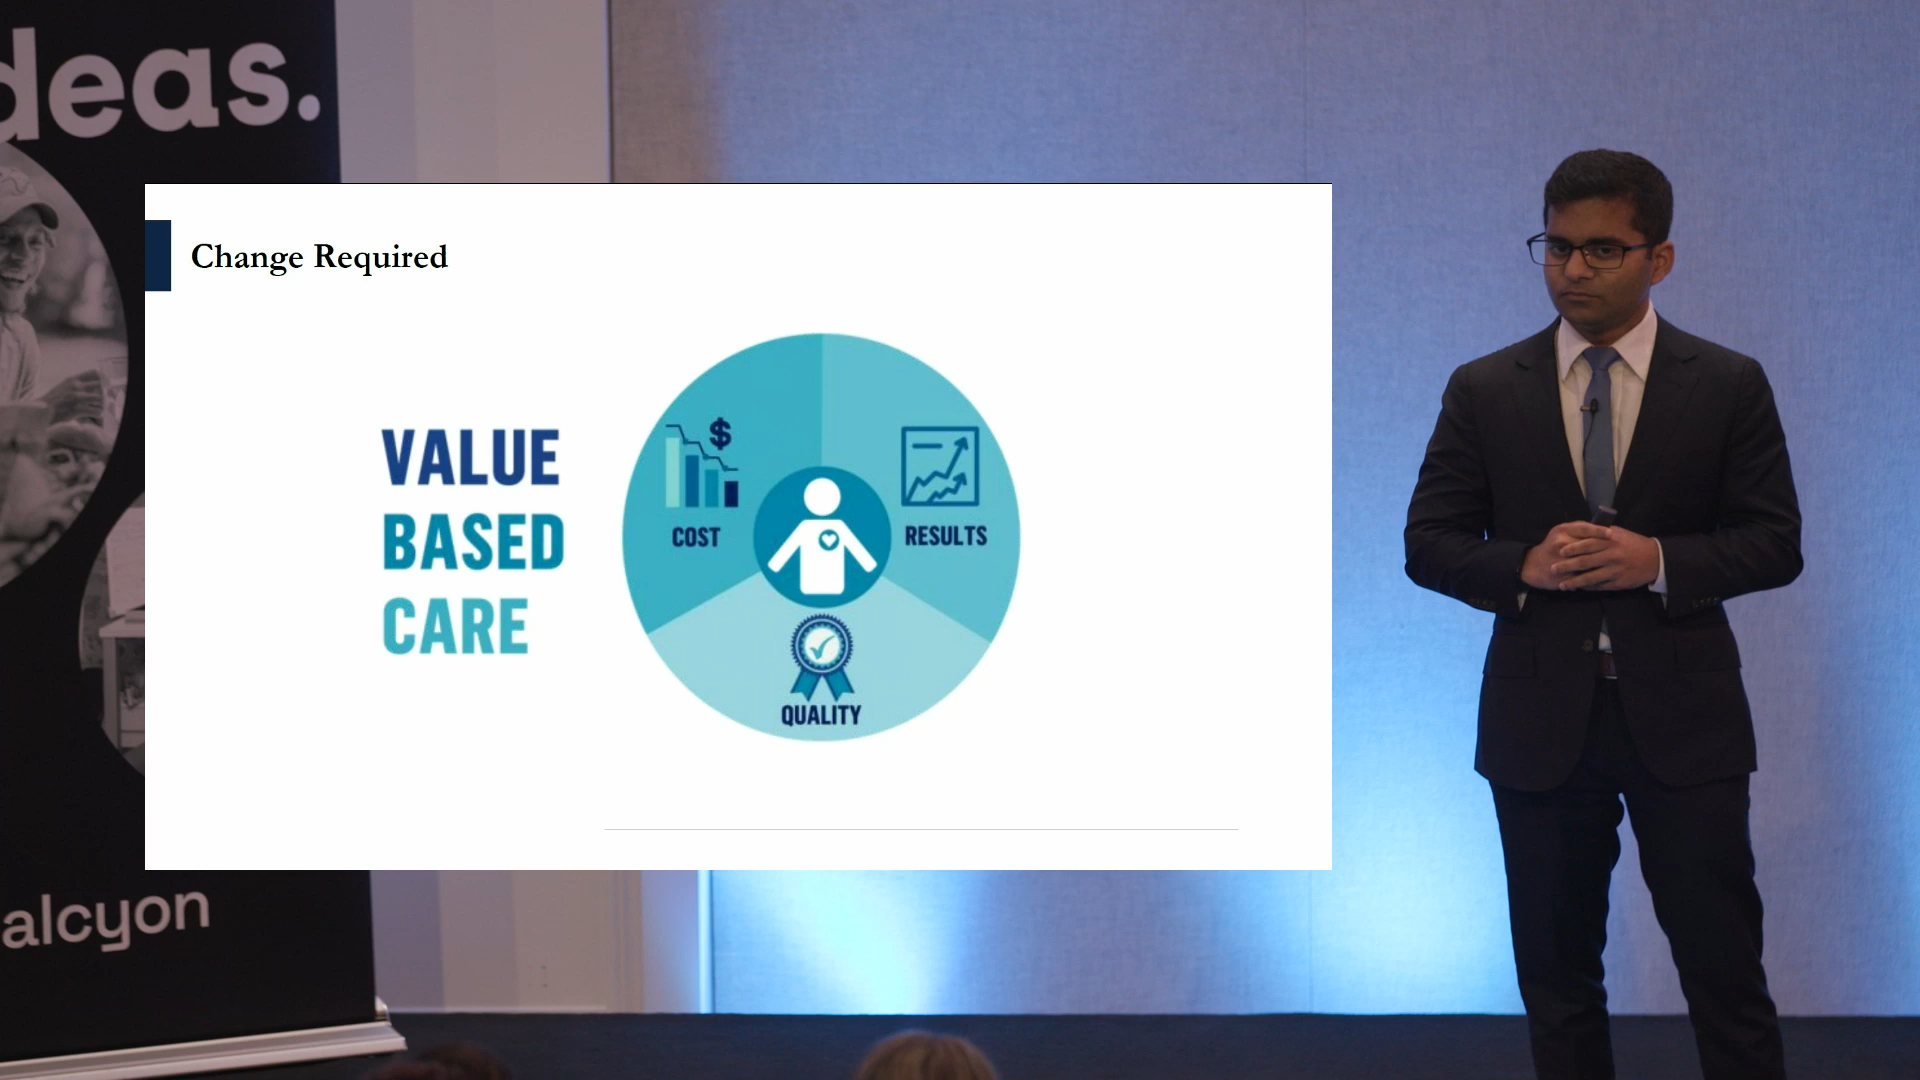 deas.
Change Required
VALUE
BASED
CARE
$
COST
RESULTS
QUALITY
alcyon